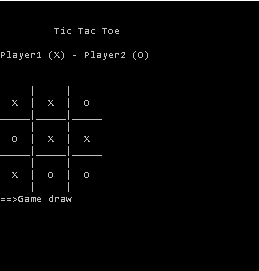 Tic Tac Toe
Player1 (X) - Player2 (O)
X | X | O
O | X | X
X | O | O
==>Game draw